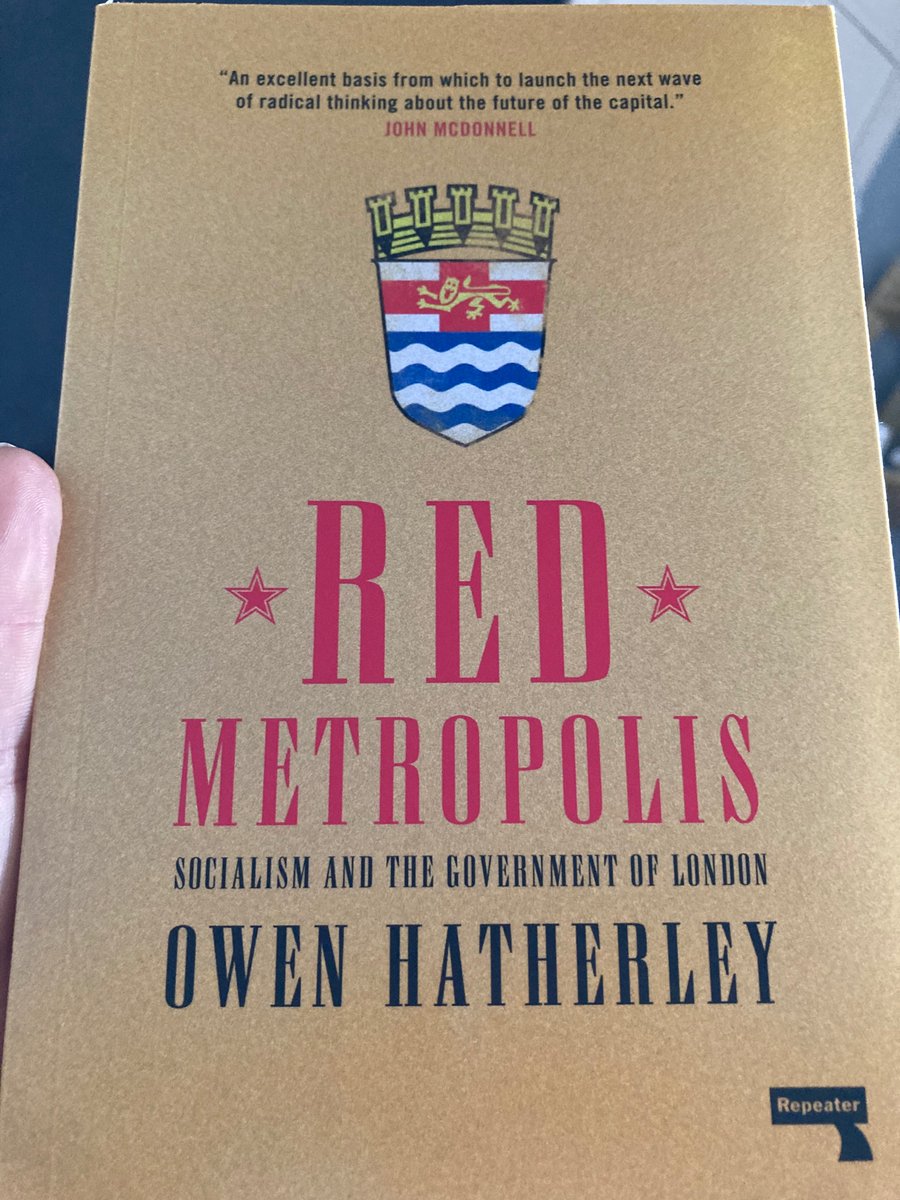 “An excellent basis from which to launch the next wave
of radical thinking about the future of the capital.”
JOHN MCDONNELL
RED
METROPOLIS
SOCIALISM AND THE GOVERNMENT OF LONDON
OWEN HATHERLEY
Repeater